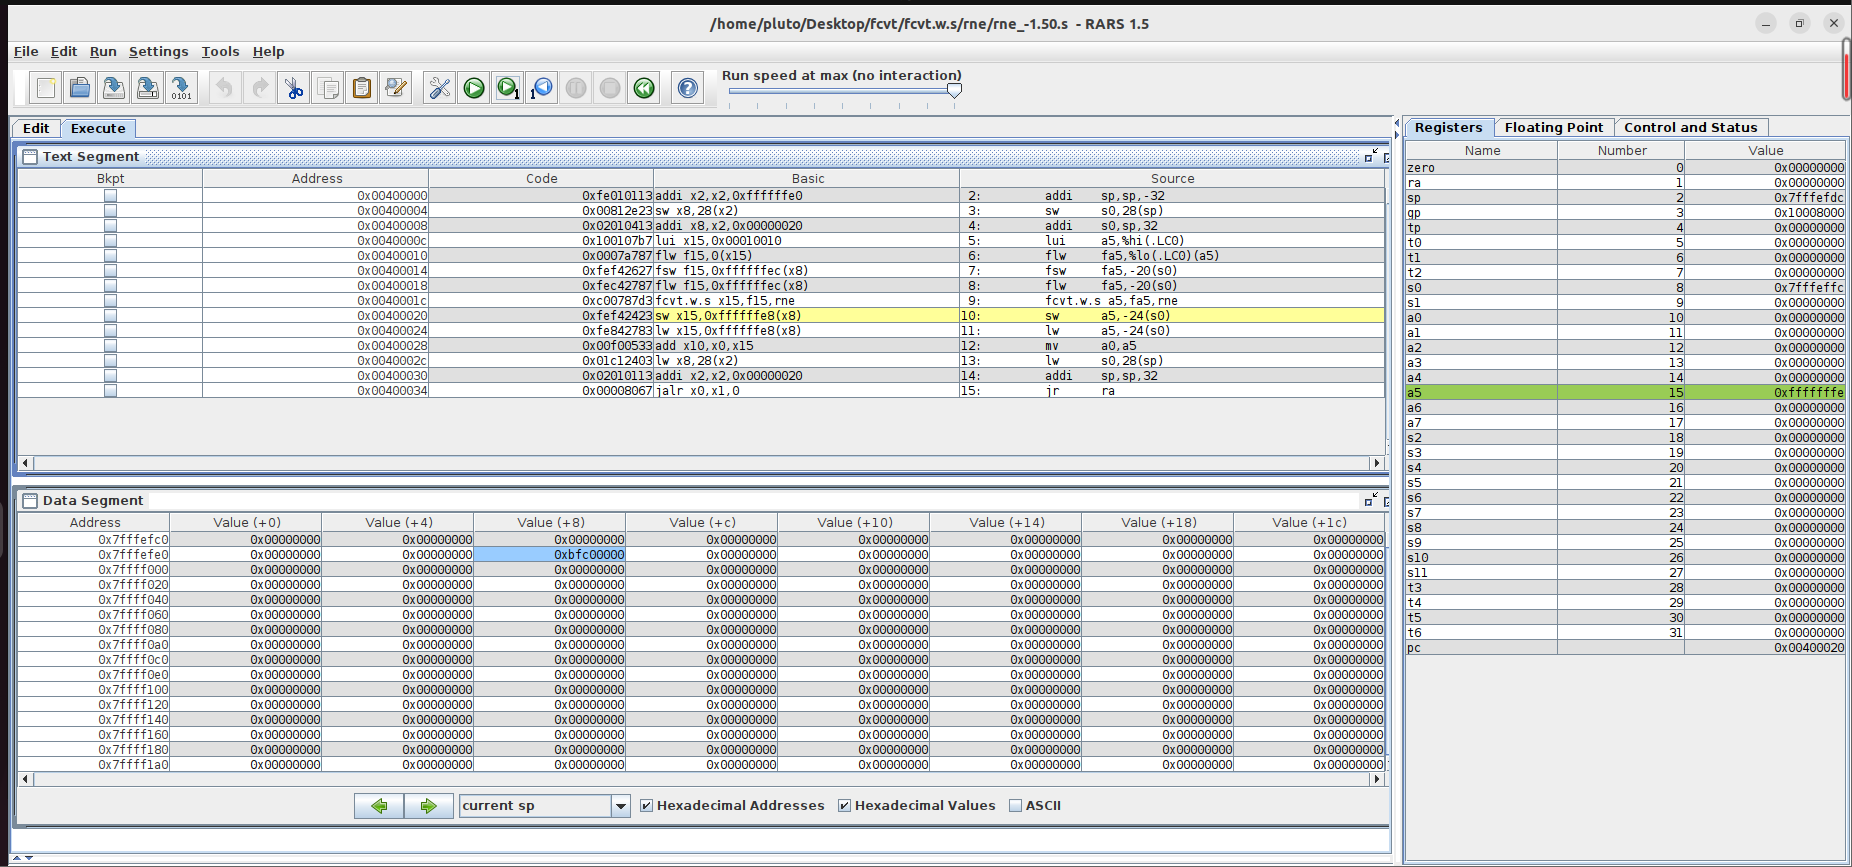 /home/pluto/Desktop/fcvt/fcvt.w.s/rne/rne_-1.50.s - RARS 1.5
File Edit Run Settings Tools Help
Run speed at max (no interaction)
0101 1 1 ?
Edit Execute
Text Segment
Bkpt Address Code Basic Source
0x00400000 0xfe010113 addi x2,x2,0xffffffe0 2: addi sp,sp,-32
0x00400004 0x00812e23 sw x8,28(x2) 3: sw s0,28(sp)
0x00400008 0x02010413 addi x8,x2,0x00000020 4: addi s0,sp,32
0x0040000c 0x100107b7 lui x15,0x00010010 5: lui a5,%hi(.LC0)
0x00400010 0x0007a787 flw f15,0(x15) 6: flw fa5,%lo(.LC0)(a5)
0x00400014 0xfef42627 fsw f15,0xffffffec(x8) 7: fsw fa5,-20(s0)
0x00400018 0xfec42787 flw f15,0xffffffec(x8) 8: flw fa5,-20(s0)
0x0040001c 0xc00787d3 fcvt.w.s x15,f15,rne 9: fcvt.w.s a5,fa5,rne
0x00400020 0xfef42423 sw x15,0xffffffe8(x8) 10: sw a5,-24(s0)
0x00400024 0xfe842783 lw x15,0xffffffe8(x8) 11: lw a5,-24(s0)
0x00400028 0x00f00533 add x10,x0,x15 12: mv a0,a5
0x0040002c 0x01c12403 lw x8,28(x2) 13: lw s0,28(sp)
0x00400030 0x02010113 addi x2,x2,0x00000020 14: addi sp,sp,32
0x00400034 0x00008067 jalr x0,x1,0 15: jr ra
Data Segment
Address Value (+0) Value (+4) Value (+8) Value (+c) Value (+10) Value (+14) Value (+18) Value (+1c)
0x7fffefc0 0x00000000 0x00000000 0x00000000 0x00000000 0x00000000 0x00000000 0x00000000 0x00000000
0x7fffefe0 0x00000000 0x00000000 0xbfc00000 0x00000000 0x00000000 0x00000000 0x00000000 0x00000000
0x7ffff000 0x00000000 0x00000000 0x00000000 0x00000000 0x00000000 0x00000000 0x00000000 0x00000000
0x7ffff020 0x00000000 0x00000000 0x00000000 0x00000000 0x00000000 0x00000000 0x00000000 0x00000000
0x7ffff040 0x00000000 0x00000000 0x00000000 0x00000000 0x00000000 0x00000000 0x00000000 0x00000000
0x7ffff060 0x00000000 0x00000000 0x00000000 0x00000000 0x00000000 0x00000000 0x00000000 0x00000000
0x7ffff080 0x00000000 0x00000000 0x00000000 0x00000000 0x00000000 0x00000000 0x00000000 0x00000000
0x7ffff0a0 0x00000000 0x00000000 0x00000000 0x00000000 0x00000000 0x00000000 0x00000000 0x00000000
0x7ffff0c0 0x00000000 0x00000000 0x00000000 0x00000000 0x00000000 0x00000000 0x00000000 0x00000000
0x7ffff0e0 0x00000000 0x00000000 0x00000000 0x00000000 0x00000000 0x00000000 0x00000000 0x00000000
0x7ffff100 0x00000000 0x00000000 0x00000000 0x00000000 0x00000000 0x00000000 0x00000000 0x00000000
0x7ffff120 0x00000000 0x00000000 0x00000000 0x00000000 0x00000000 0x00000000 0x00000000 0x00000000
0x7ffff140 0x00000000 0x00000000 0x00000000 0x00000000 0x00000000 0x00000000 0x00000000 0x00000000
0x7ffff160 0x00000000 0x00000000 0x00000000 0x00000000 0x00000000 0x00000000 0x00000000 0x00000000
0x7ffff180 0x00000000 0x00000000 0x00000000 0x00000000 0x00000000 0x00000000 0x00000000 0x00000000
0x7ffff1a0 0x00000000 0x00000000 0x00000000 0x00000000 0x00000000 0x00000000 0x00000000 0x00000000
current sp Hexadecimal Addresses Hexadecimal Values ASCII
Registers Floating Point Control and Status
Name Number Value
zero 0 0x00000000
ra 1 0x00000000
sp 2 0x7fffefdc
gp 3 0x10008000
tp 4 0x00000000
t0 5 0x00000000
t1 6 0x00000000
t2 7 0x00000000
s0 8 0x7fffeffc
s1 9 0x00000000
a0 10 0x00000000
a1 11 0x00000000
a2 12 0x00000000
a3 13 0x00000000
a4 14 0x00000000
a5 15 0xfffffffe
a6 16 0x00000000
a7 17 0x00000000
s2 18 0x00000000
s3 19 0x00000000
s4 20 0x00000000
s5 21 0x00000000
s6 22 0x00000000
s7 23 0x00000000
s8 24 0x00000000
s9 25 0x00000000
s10 26 0x00000000
s11 27 0x00000000
t3 28 0x00000000
t4 29 0x00000000
t5 30 0x00000000
t6 31 0x00000000
pc 0x00400020